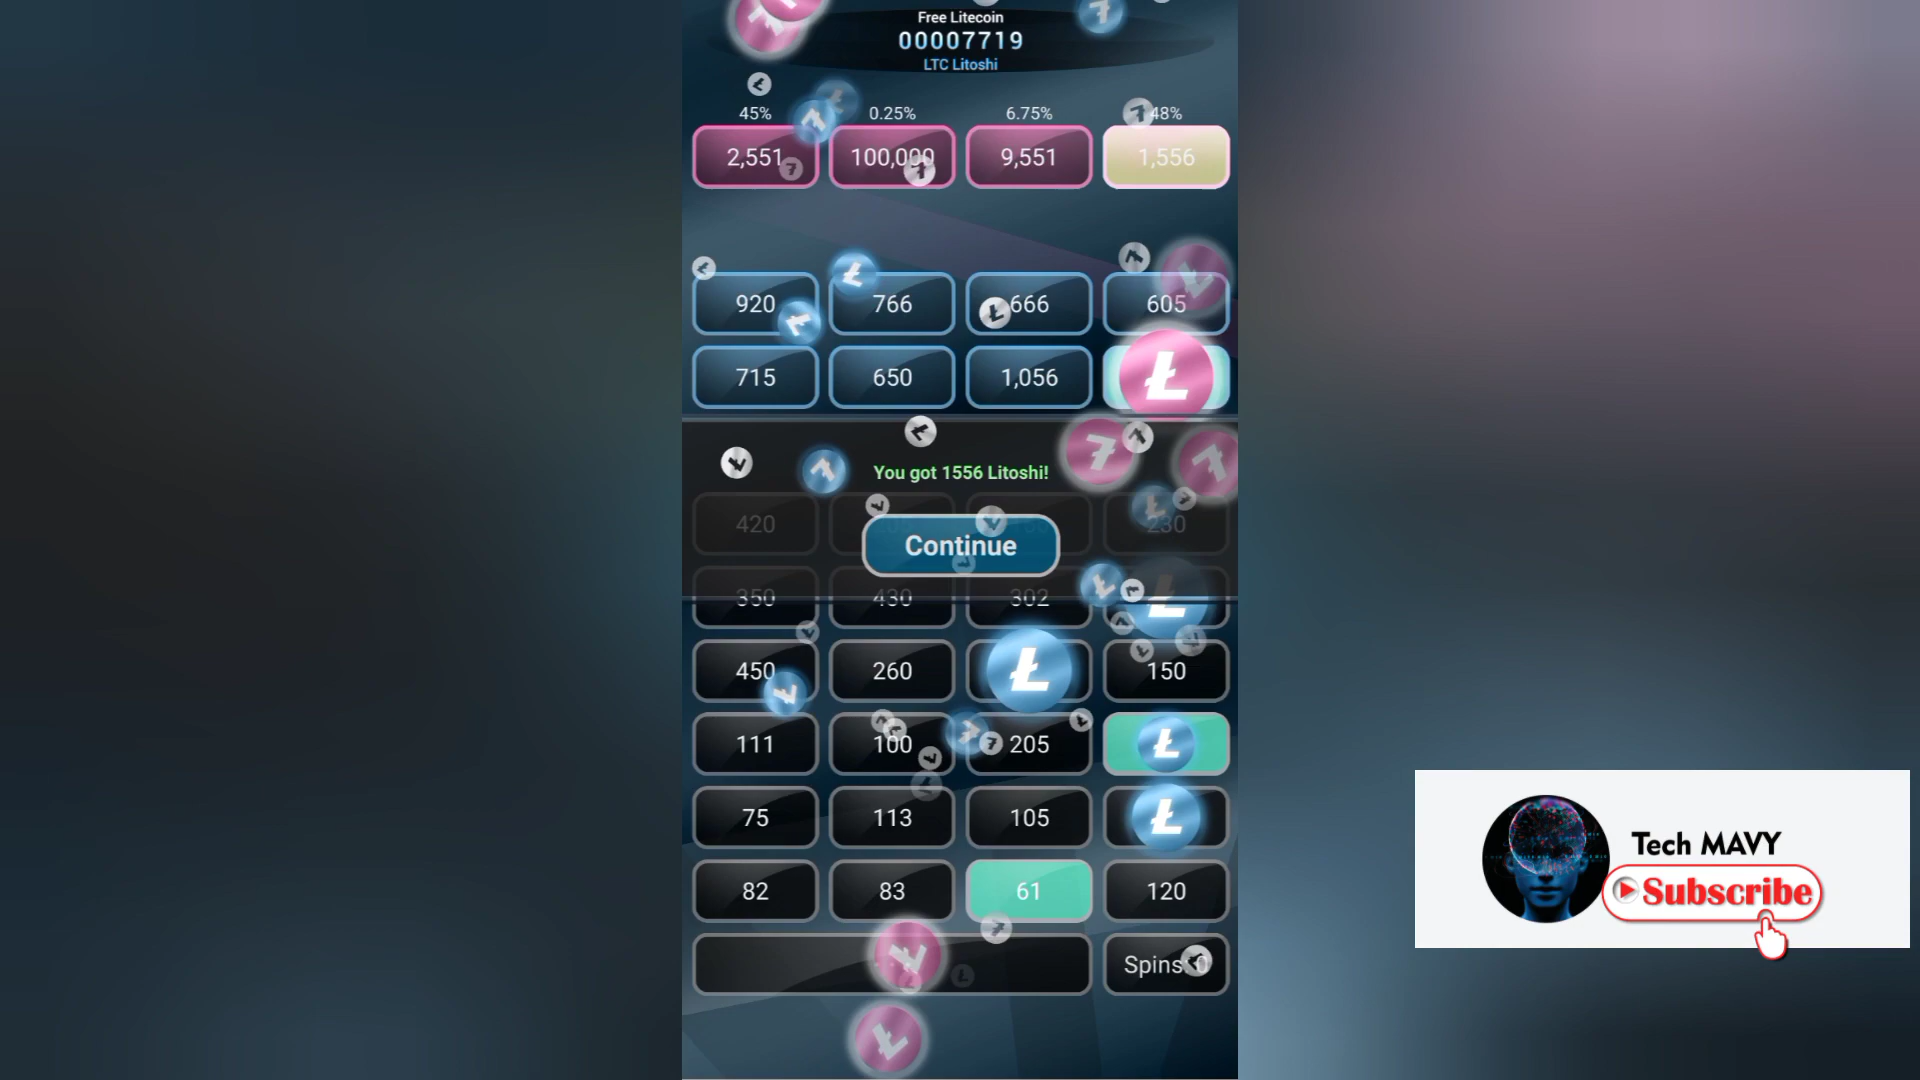 Free Litecoin
00007719
LTC Litoshi
45% 0.25% 6.75% 48%
2,551 100,000 9,551 1,556
920 766 666 605
715 650 1,056
You got 1556 Litoshi!
420 230
Continue
350 430 302
450 260 150
111 100 205
75 113 105
82 83 61 120
Spins: 0
Tech MAVY
Subscribe